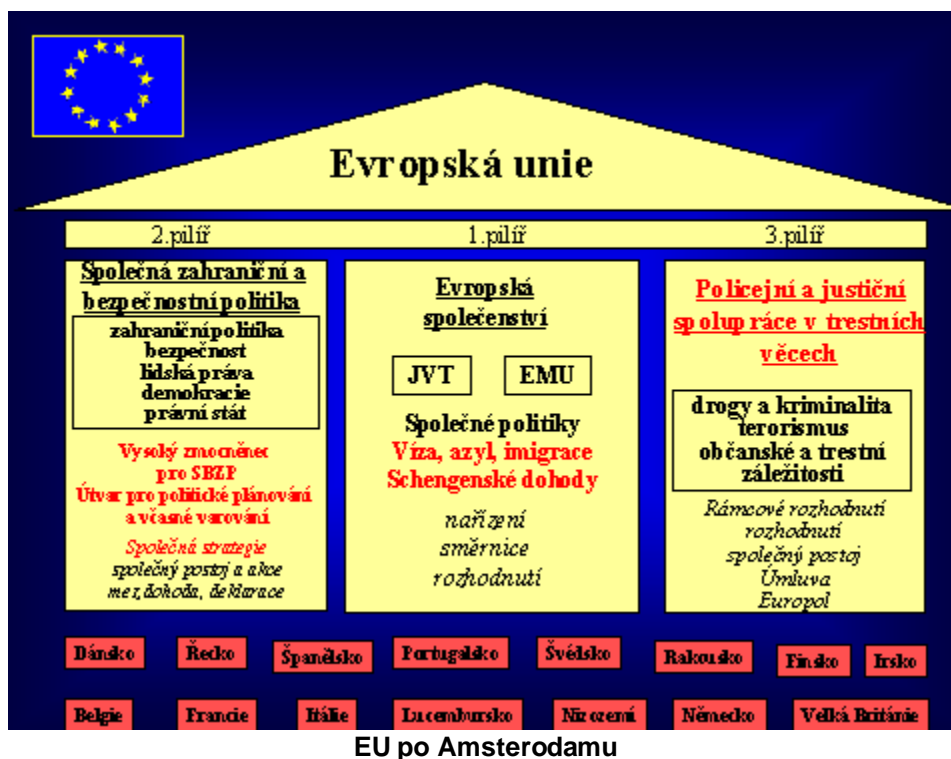 Evropská unie
2.pilíř
1.pilíř
3.pilíř
Společná zahraniční a
bezpečnostní politika
zahraniční politika
bezpečnost
lidská práva
demokracie
právní stát
Vysoký zmocněnec
pro SBZP
Útvar pro politické plánování
a včasné varování
Společná strategie
společný postoj a akce
mez.dohoda, deklarace
Evropská
společenství
JVT
EMU
Společné politiky
Víza, azyl, imigrace
Schengenské dohody
nařízení
směrnice
rozhodnutí
Policejní a justiční
spolupráce v trestních
věcech
drogy a kriminalita
terorismus
občanské a trestní
záležitosti
Rámcové rozhodnutí
rozhodnutí
společný postoj
Úmluva
Europol
Dánsko Řecko Španělsko Portugalsko Švédsko Rakousko Finsko Irsko
Belgie Francie Itálie Lucembursko Nizozemí Německo Velká Británie
EU po Amsterodamu